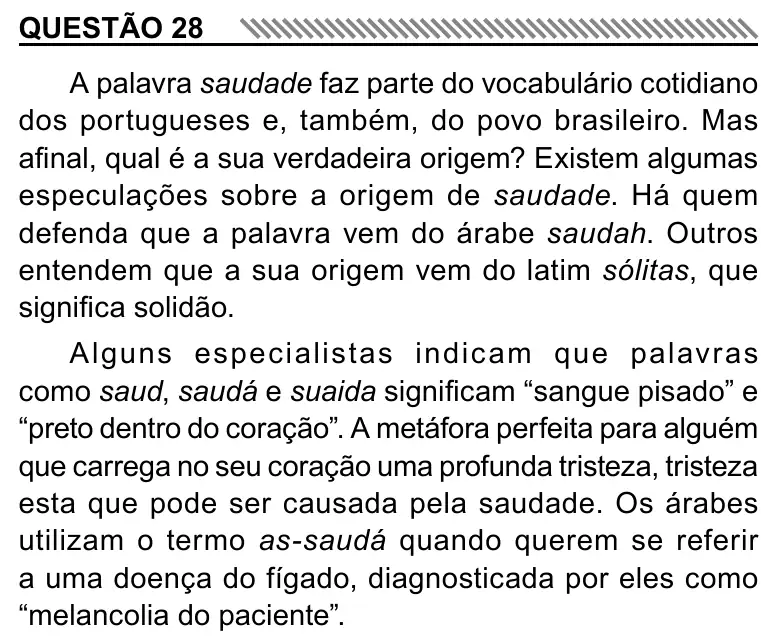 QUESTÃO 28
A palavra saudade faz parte do vocabulário cotidiano
dos portugueses e, também, do povo brasileiro. Mas
afinal, qual é a sua verdadeira origem? Existem algumas
especulações sobre a origem de saudade. Há quem
defenda que a palavra vem do árabe saudah. Outros
entendem que a sua origem vem do latim sólitas, que
significa solidão.
Alguns especialistas indicam que palavras
como saud, saudá e suaida significam “sangue pisado” e
“preto dentro do coração”. A metáfora perfeita para alguém
que carrega no seu coração uma profunda tristeza, tristeza
esta que pode ser causada pela saudade. Os árabes
utilizam o termo as-saudá quando querem se referir
a uma doença do fígado, diagnosticada por eles como
“melancolia do paciente”.